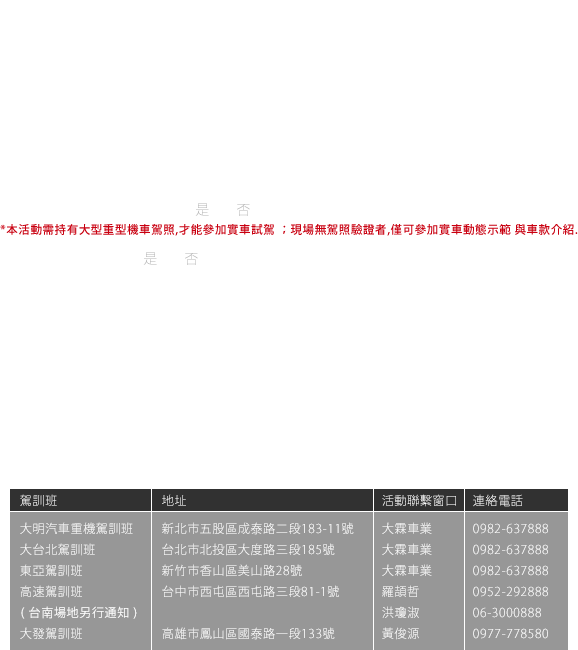 是 否
*本活動需持有大型重型機車駕照,才能參加實車試駕 ;現場無駕照驗證者,僅可參加實車動態示範 與車款介紹.
是 否
駕訓班 地址 活動聯繫窗口 連絡電話
大明汽車重機駕訓班 新北市五股區成泰路二段183-11號 大霖車業 0982-637888
大台北駕訓班 台北市北投區大度路三段185號 大霖車業 0982-637888
東亞駕訓班 新竹市香山區美山路28號 大霖車業 0982-637888
高速駕訓班 台中市西屯區西屯路三段81-1號 羅頡哲 0952-292888
( 台南場地另行通知 ) 洪瓊淑 06-3000888
大發駕訓班 高雄市鳳山區國泰路一段133號 黃俊源 0977-778580